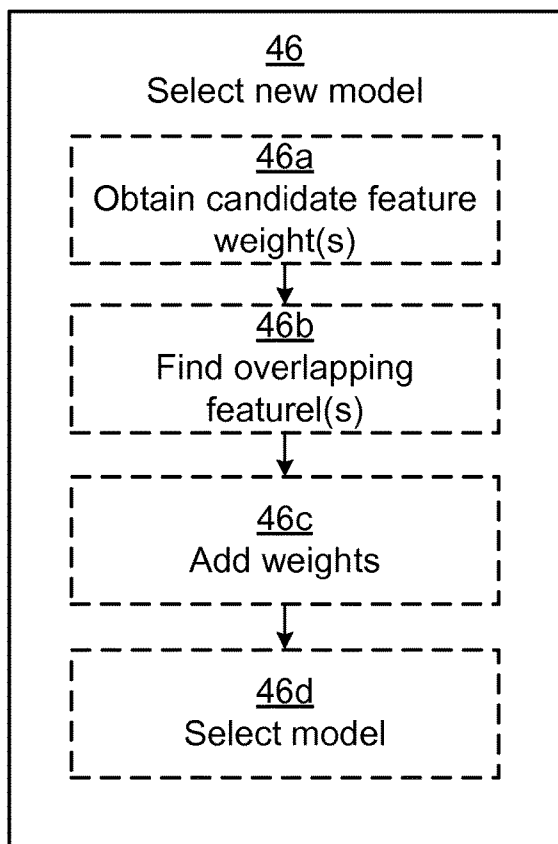 46
Select new model
46a
Obtain candidate feature
weight(s)
46b
Find overlapping
featurel(s)
46c
Add weights
46d
Select model